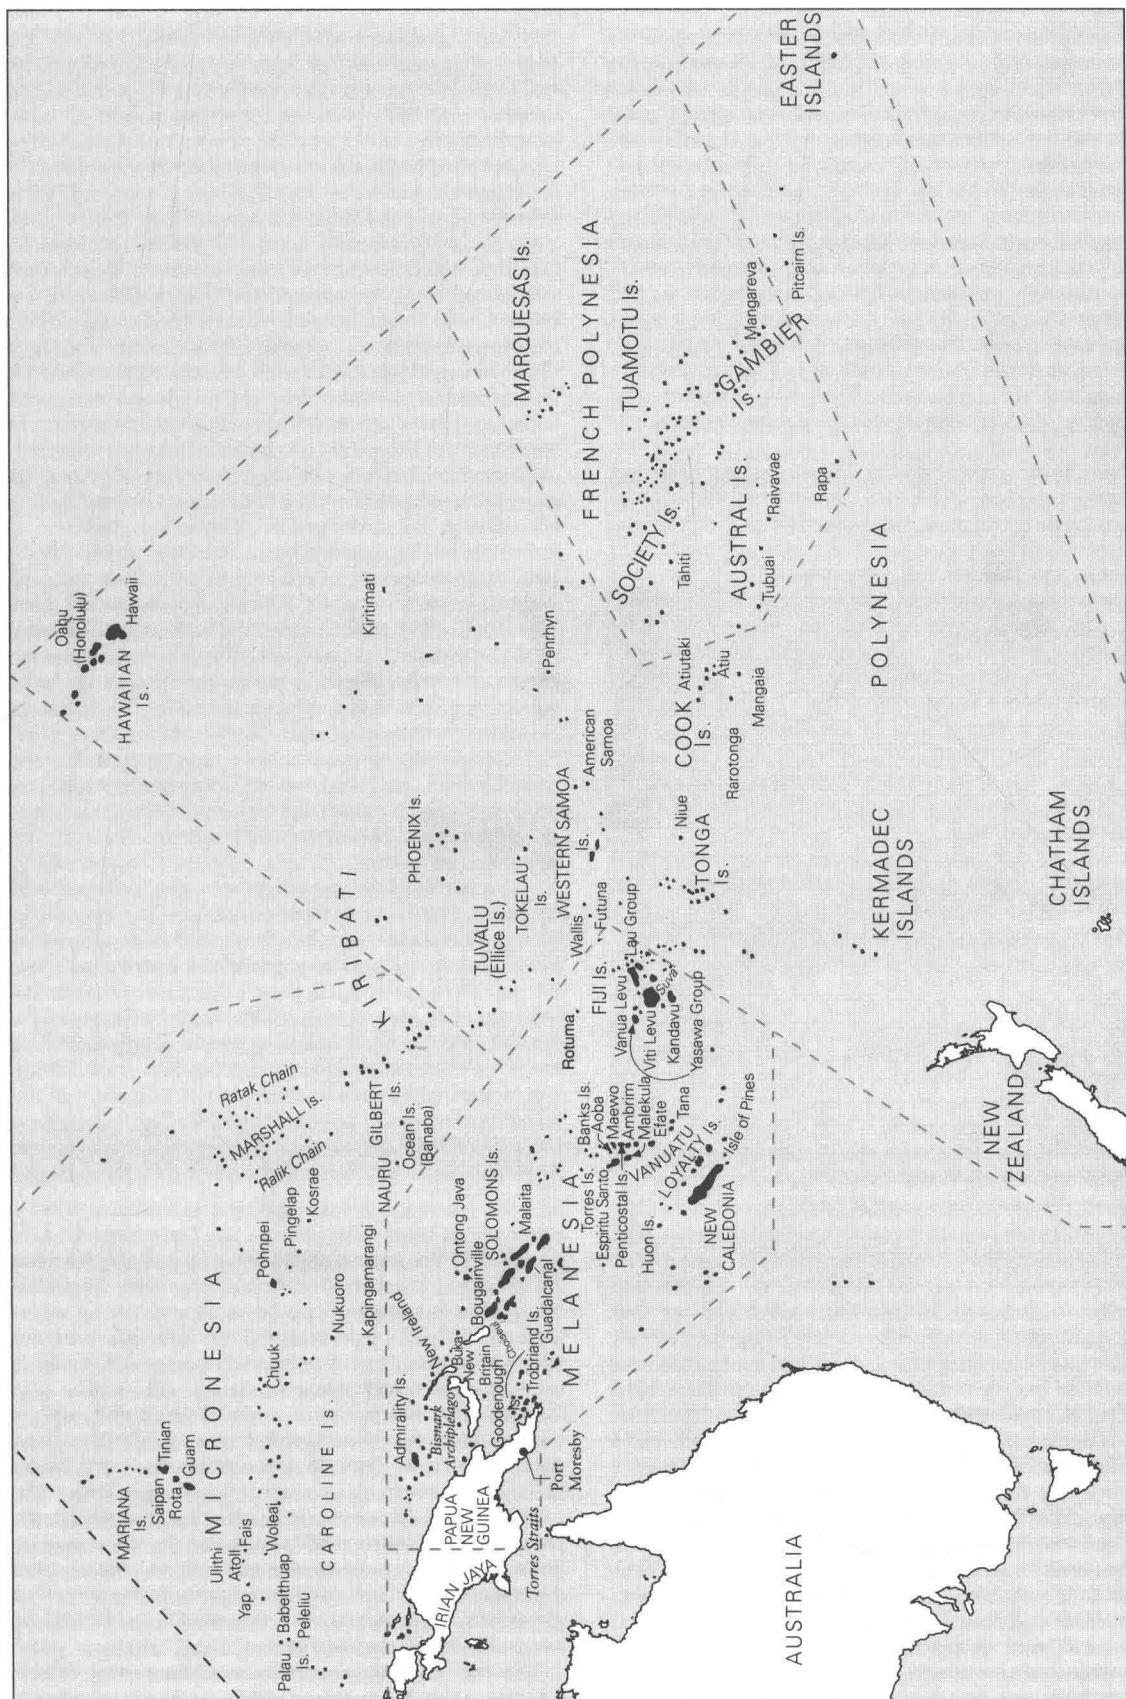 EASTER
ISLANDS
MARQUESAS Is.
FRENCH POLYNESIA
TUAMOTU Is.
Mangareva
Pitcairn Is.
GAMBIER
Is.
SOCIETY Is.
Tahiti
AUSTRAL Is.
Raivavae
Rapa
Tubuai
Oahu
(Honolulu)
Hawaii
HAWAIIAN
Is.
Kiritimati
Penrhyn
POLYNESIA
COOK
Is.
Atiutaki
Atiu
Mangaia
Rarotonga
American
Samoa
WESTERN SAMOA
Is.
PHOENIX Is.
TOKELAU
Is.
Niue
TONGA
Is.
KERMADEC
ISLANDS
CHATHAM
ISLANDS
KIRIBATI
TUVALU
(Ellice Is.)
Wallis
Futuna
Lau Group
FIJI Is.
Suva
Vanua Levu
Viti Levu
Kandavu
Yasawa Group
Rotuma
Ratak Chain
MARSHALL Is.
Ralik Chain
GILBERT
Is.
Ocean Is.
(Banaba)
NAURU
Banks Is.
Aoba
Maewo
Ambrim
Malekula
Efate
Tana
VANUATU
LOYALTY Is.
Isle of Pines
Torres Is.
Espiritu Santo
Penticostal Is.
Huon Is.
NEW
CALEDONIA
NEW
ZEALAND
Kosrae
Pingelap
Pohnpei
Nukuoro
Kapingamarangi
Ontong Java
SOLOMONS Is.
Malaita
Bougainville
Guadalcanal
Choiseul
MELANESIA
New Ireland
Buka
New
Britain
Goodenough
Is.
Trobriand Is.
Admirality Is.
Bismark
Archiplelago
Chuuk
MICRONESIA
CAROLINE Is.
MARIANA
Is.
Saipan
Tinian
Rota
Guam
Ulithi
Atoll
Fais
Yap
Woleai
Babelthuap
Palau
Is.
Peleliu
PAPUA
NEW
GUINEA
IRIAN JAYA
Port
Moresby
Torres Straits
AUSTRALIA